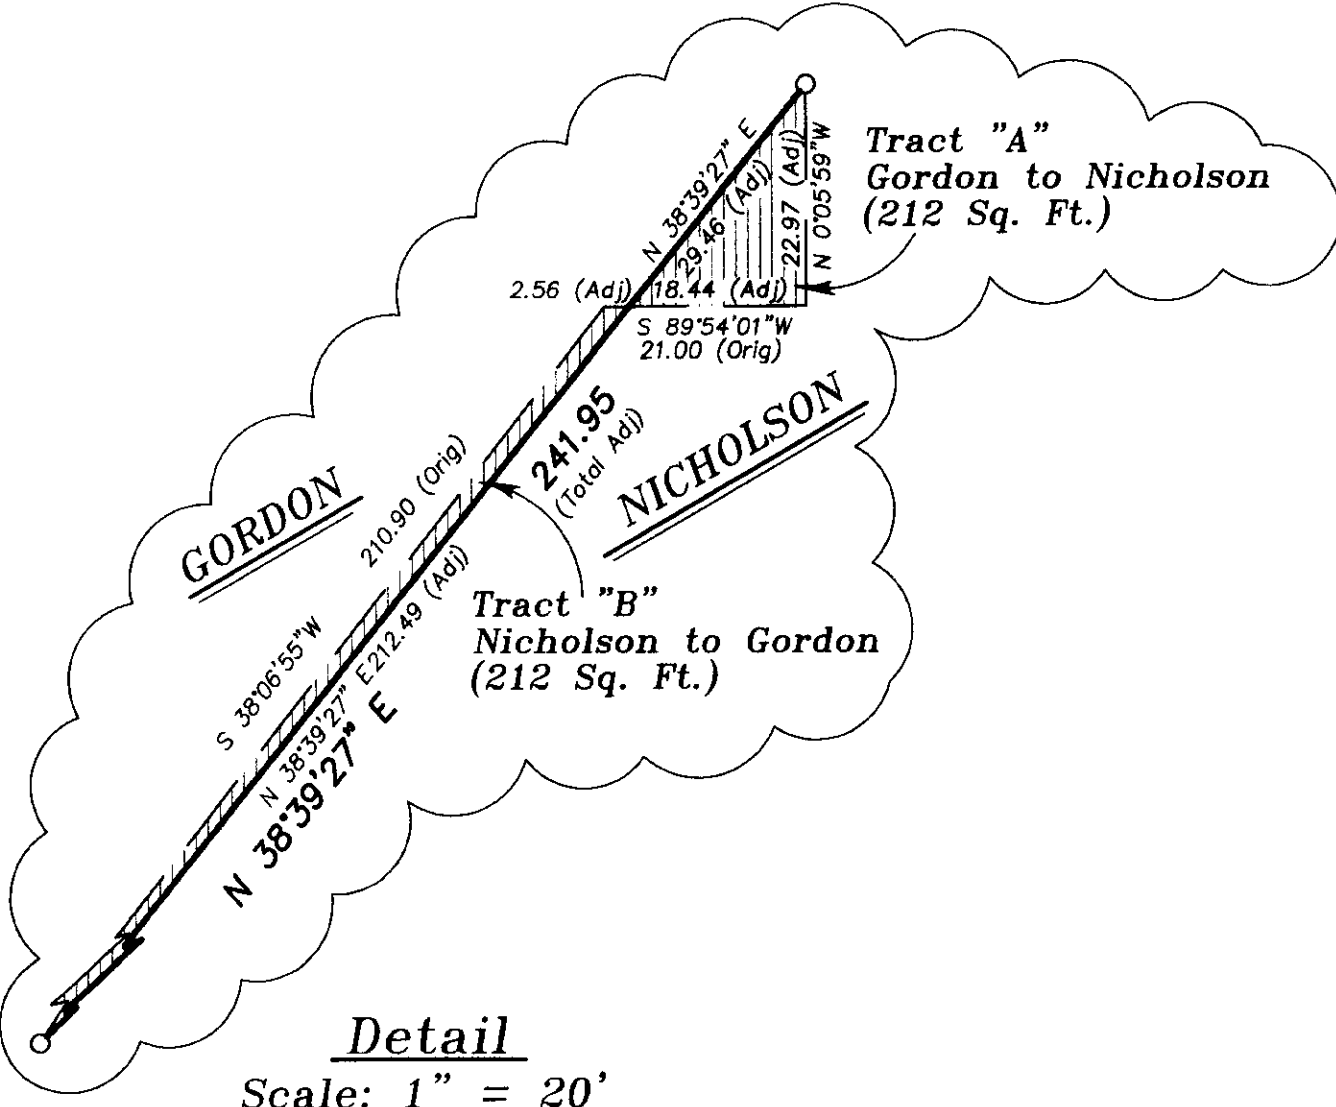 N 38°39'27" E
29.46 (Adj)
22.97 (Adj)
N 0°05'59"W
Tract "A"
Gordon to Nicholson
(212 Sq. Ft.)
2.56 (Adj)
18.44 (Adj)
S 89°54'01"W
21.00 (Orig)
241.95
(Total Adj)
NICHOLSON
GORDON
210.90 (Orig)
S 38°06'55"W
N 38°39'27" E 212.49 (Adj)
N 38°39'27" E
Tract "B"
Nicholson to Gordon
(212 Sq. Ft.)
Detail
Scale: 1" = 20'